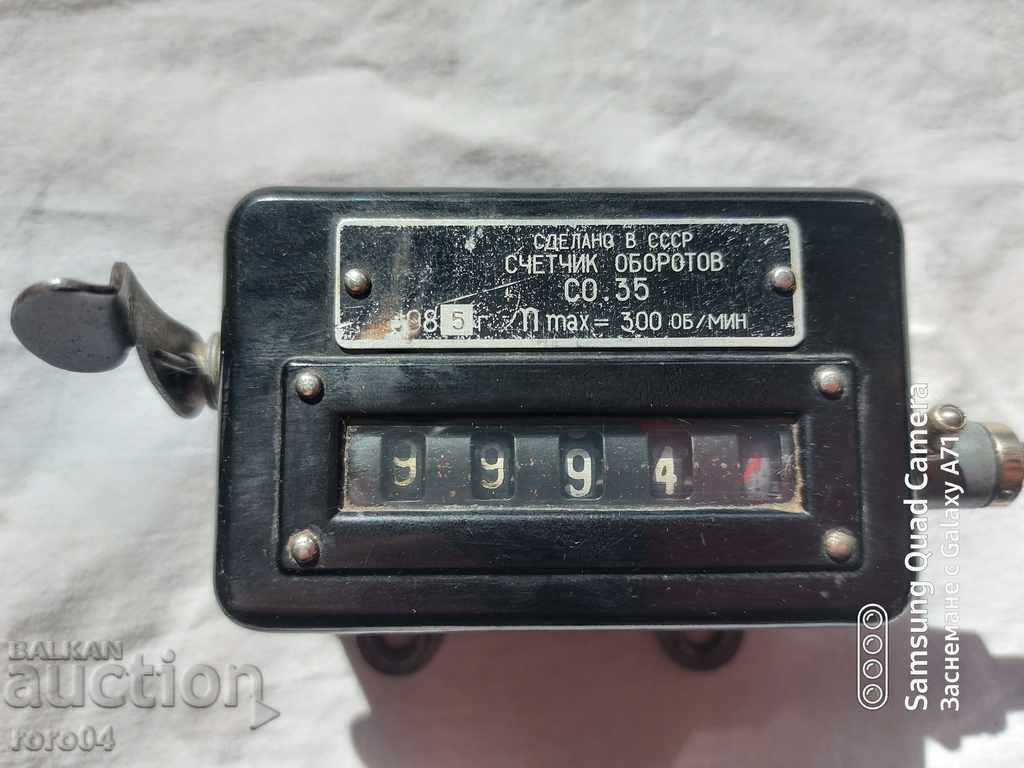 СДЕЛАНО В СССР
СЧЕТЧИК ОБОРОТОВ
СО.35
198 5 г n max = 300 ОБ/МИН
9 9 9 4
Samsung Quad Camera
Заснемане с Galaxy A71
BALKAN
auction
roro04